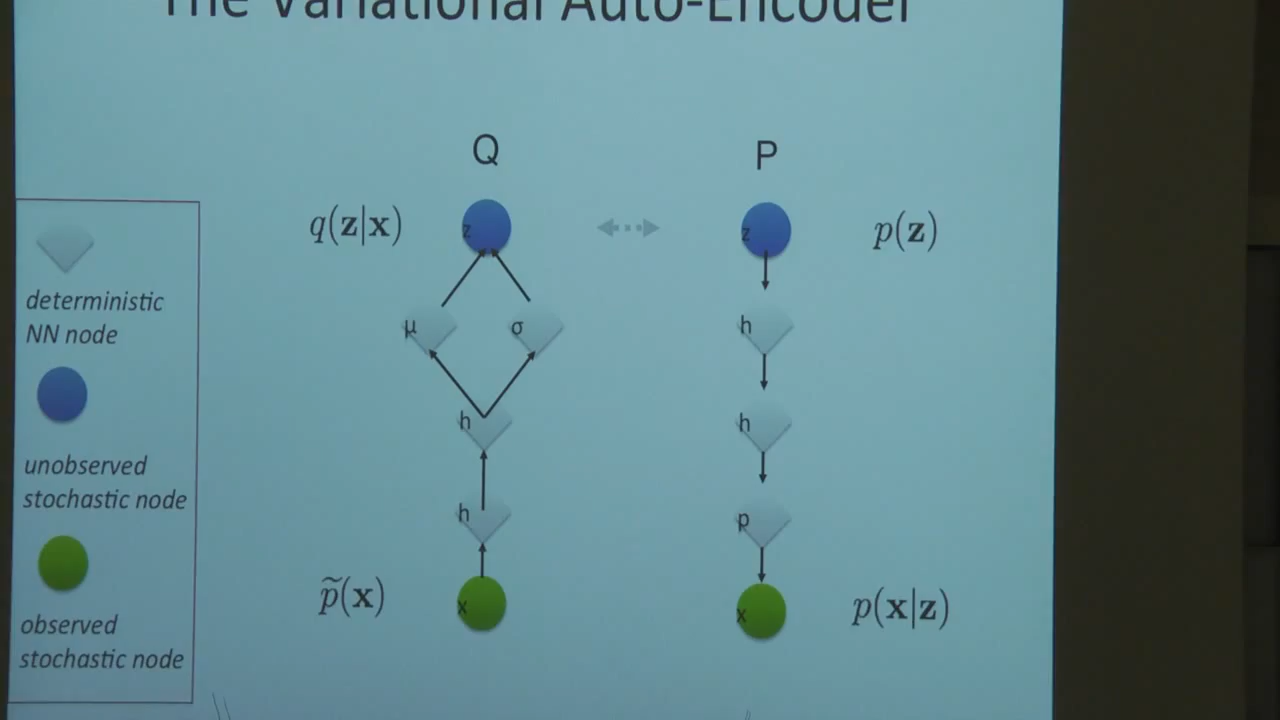 The Variational Auto-Encoder
Q
P
q(z|x)
z
z
p(z)
μ
σ
h
h
h
h
p
p̃(x)
x
x
p(x|z)
deterministic
NN node
unobserved
stochastic node
observed
stochastic node